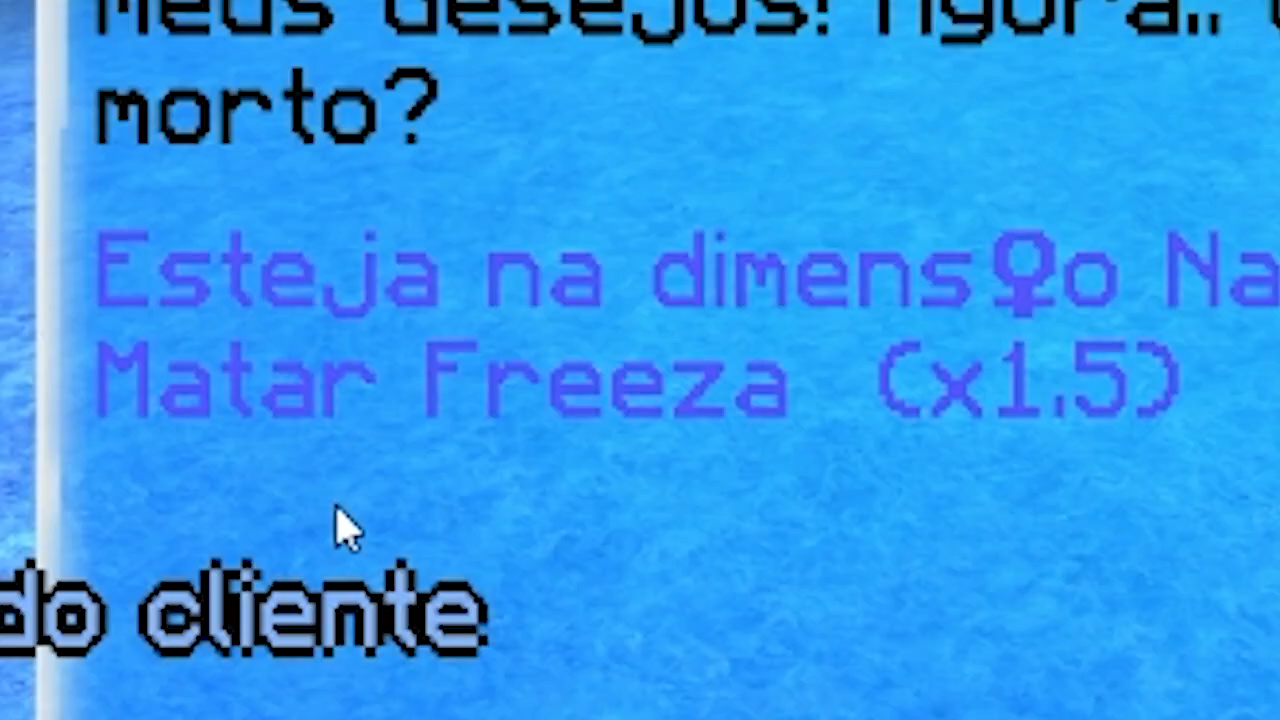 meus desejos! Agora..
morto?
Esteja na dimens♀o Na
Matar Freeza (x1.5)
do cliente